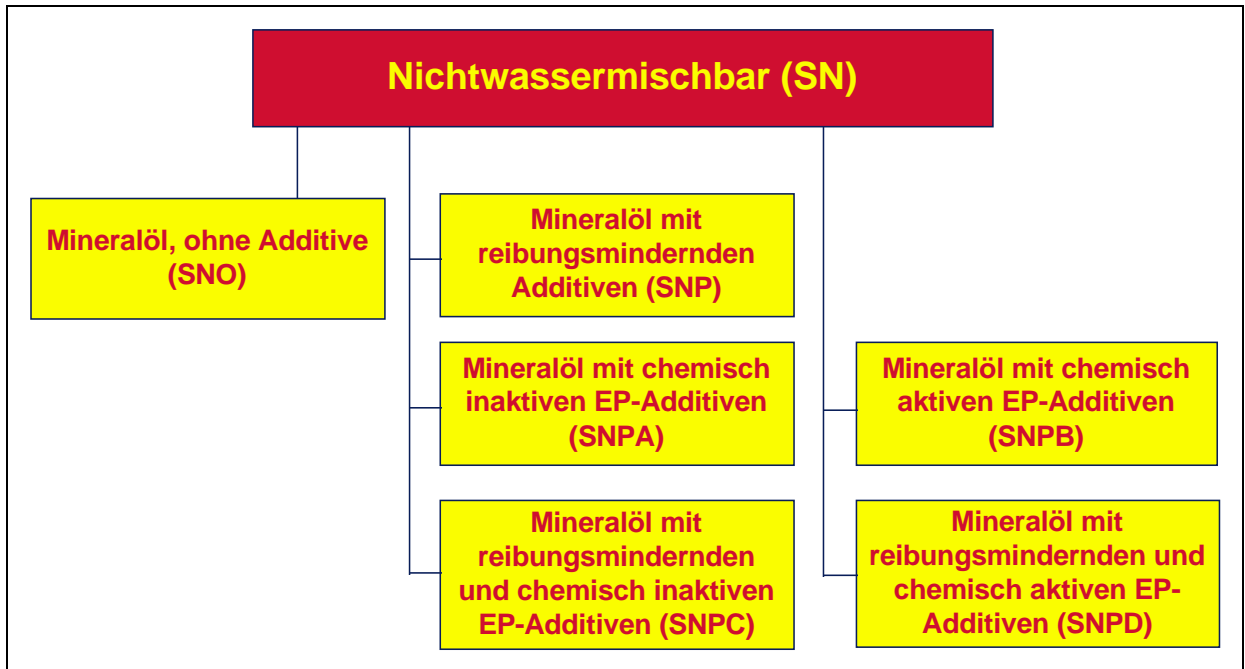 Nichtwassermischbar (SN)
Mineralöl, ohne Additive
(SNO)
Mineralöl mit
reibungsmindernden
Additiven (SNP)
Mineralöl mit chemisch
inaktiven EP-Additiven
(SNPA)
Mineralöl mit
reibungsmindernden
und chemisch inaktiven
EP-Additiven (SNPC)
Mineralöl mit chemisch
aktiven EP-Additiven
(SNPB)
Mineralöl mit
reibungsmindernden und
chemisch aktiven EP-
Additiven (SNPD)